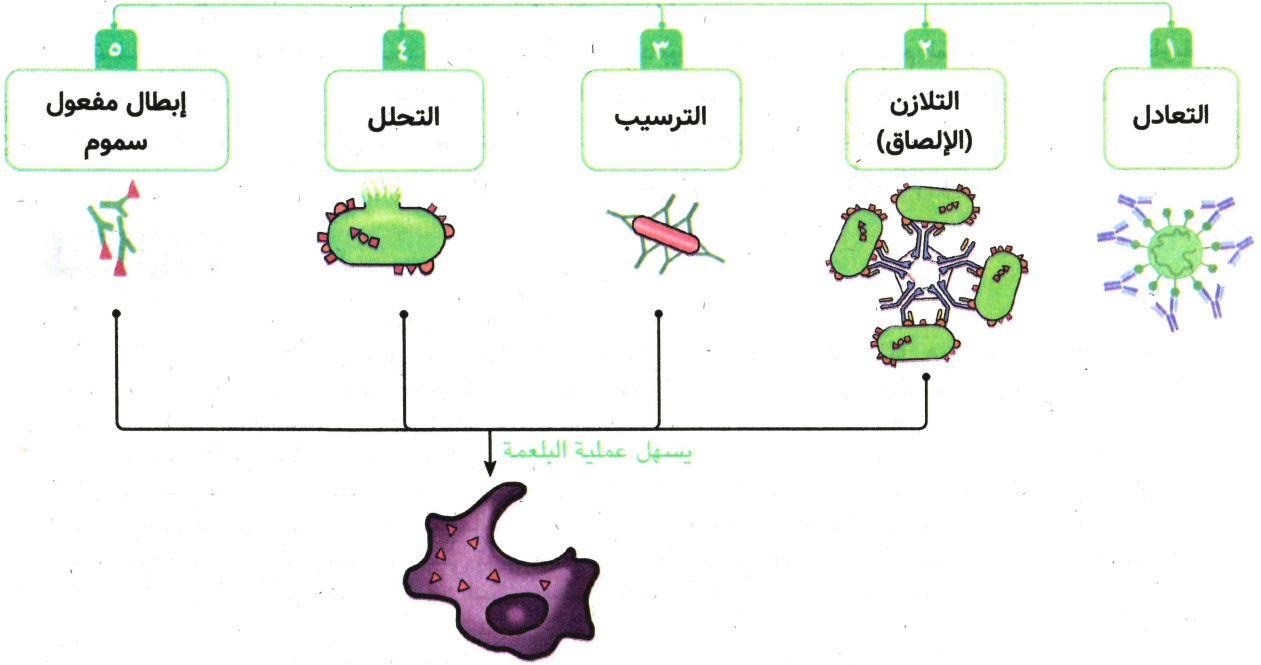 ١
التعادل
٢
التلازن
(الإلصاق)
٣
الترسيب
٤
التحلل
٥
إبطال مفعول
سموم
يسهل عملية البلعمة